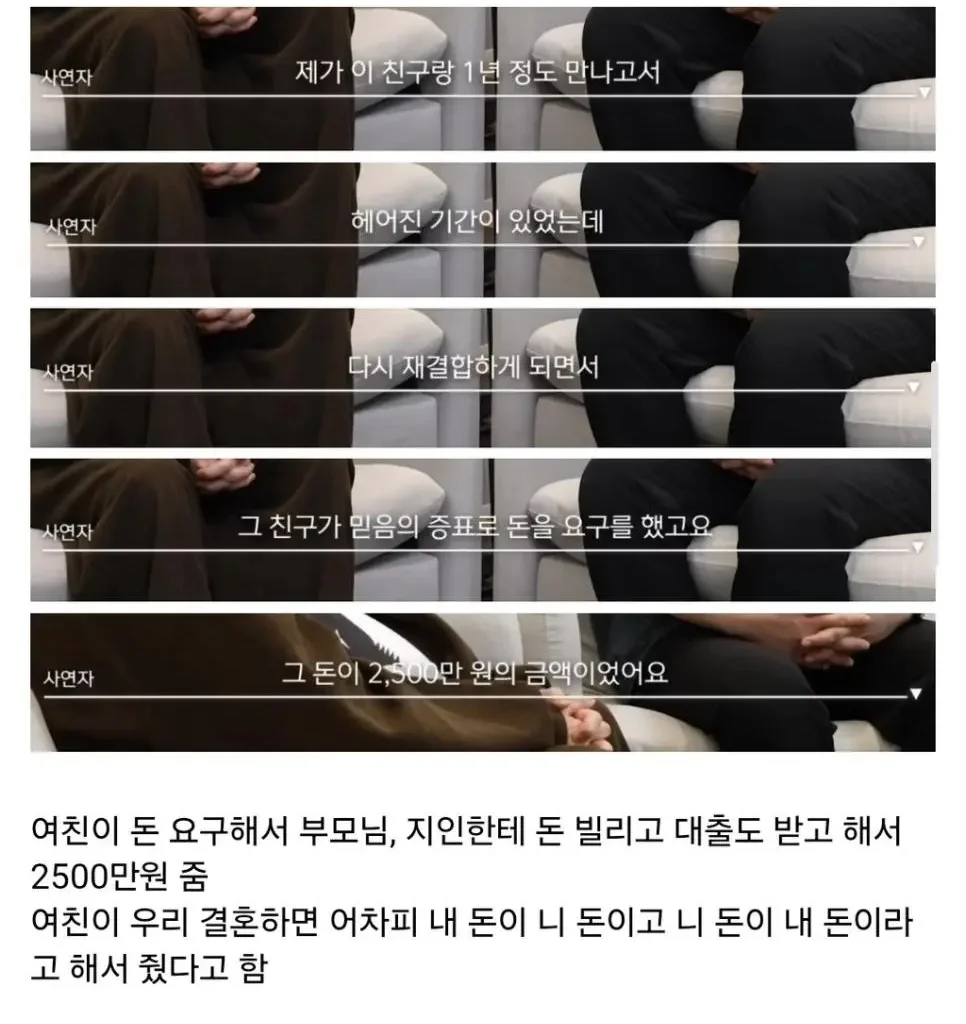 사연자
제가 이 친구랑 1년 정도 만나고서
사연자
헤어진 기간이 있었는데
사연자
다시 재결합하게 되면서
사연자
그 친구가 믿음의 증표로 돈을 요구를 했고요
사연자
그 돈이 2,500만 원의 금액이었어요
여친이 돈 요구해서 부모님, 지인한테 돈 빌리고 대출도 받고 해서
2500만원 줌
여친이 우리 결혼하면 어차피 내 돈이 니 돈이고 니 돈이 내 돈이라
고 해서 줬다고 함